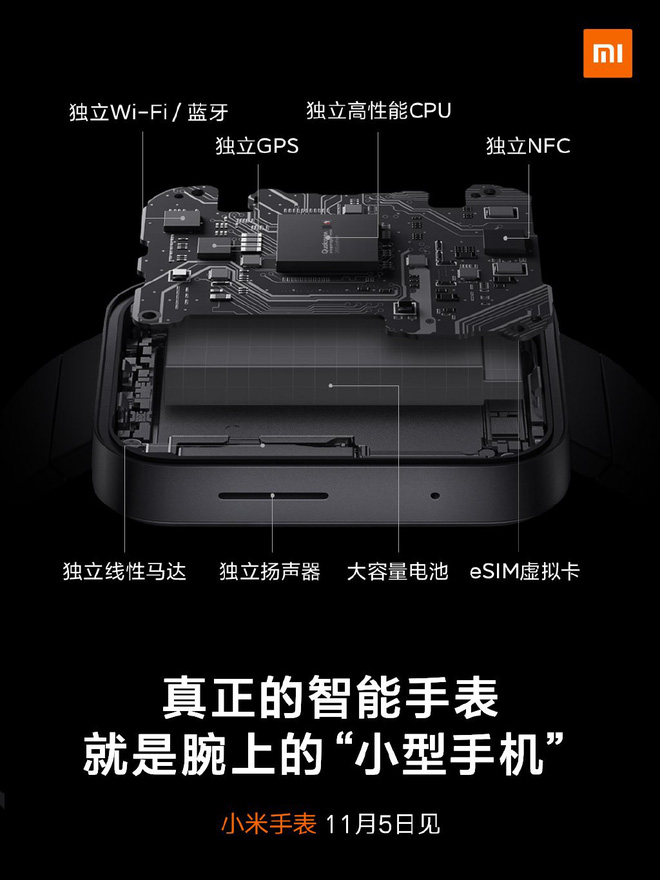 mi
独立Wi-Fi / 蓝牙
独立高性能CPU
独立GPS
独立NFC
Qualcomm
独立线性马达
独立扬声器
大容量电池
eSIM虚拟卡
真正的智能手表
就是腕上的“小型手机”
小米手表 11月5日见